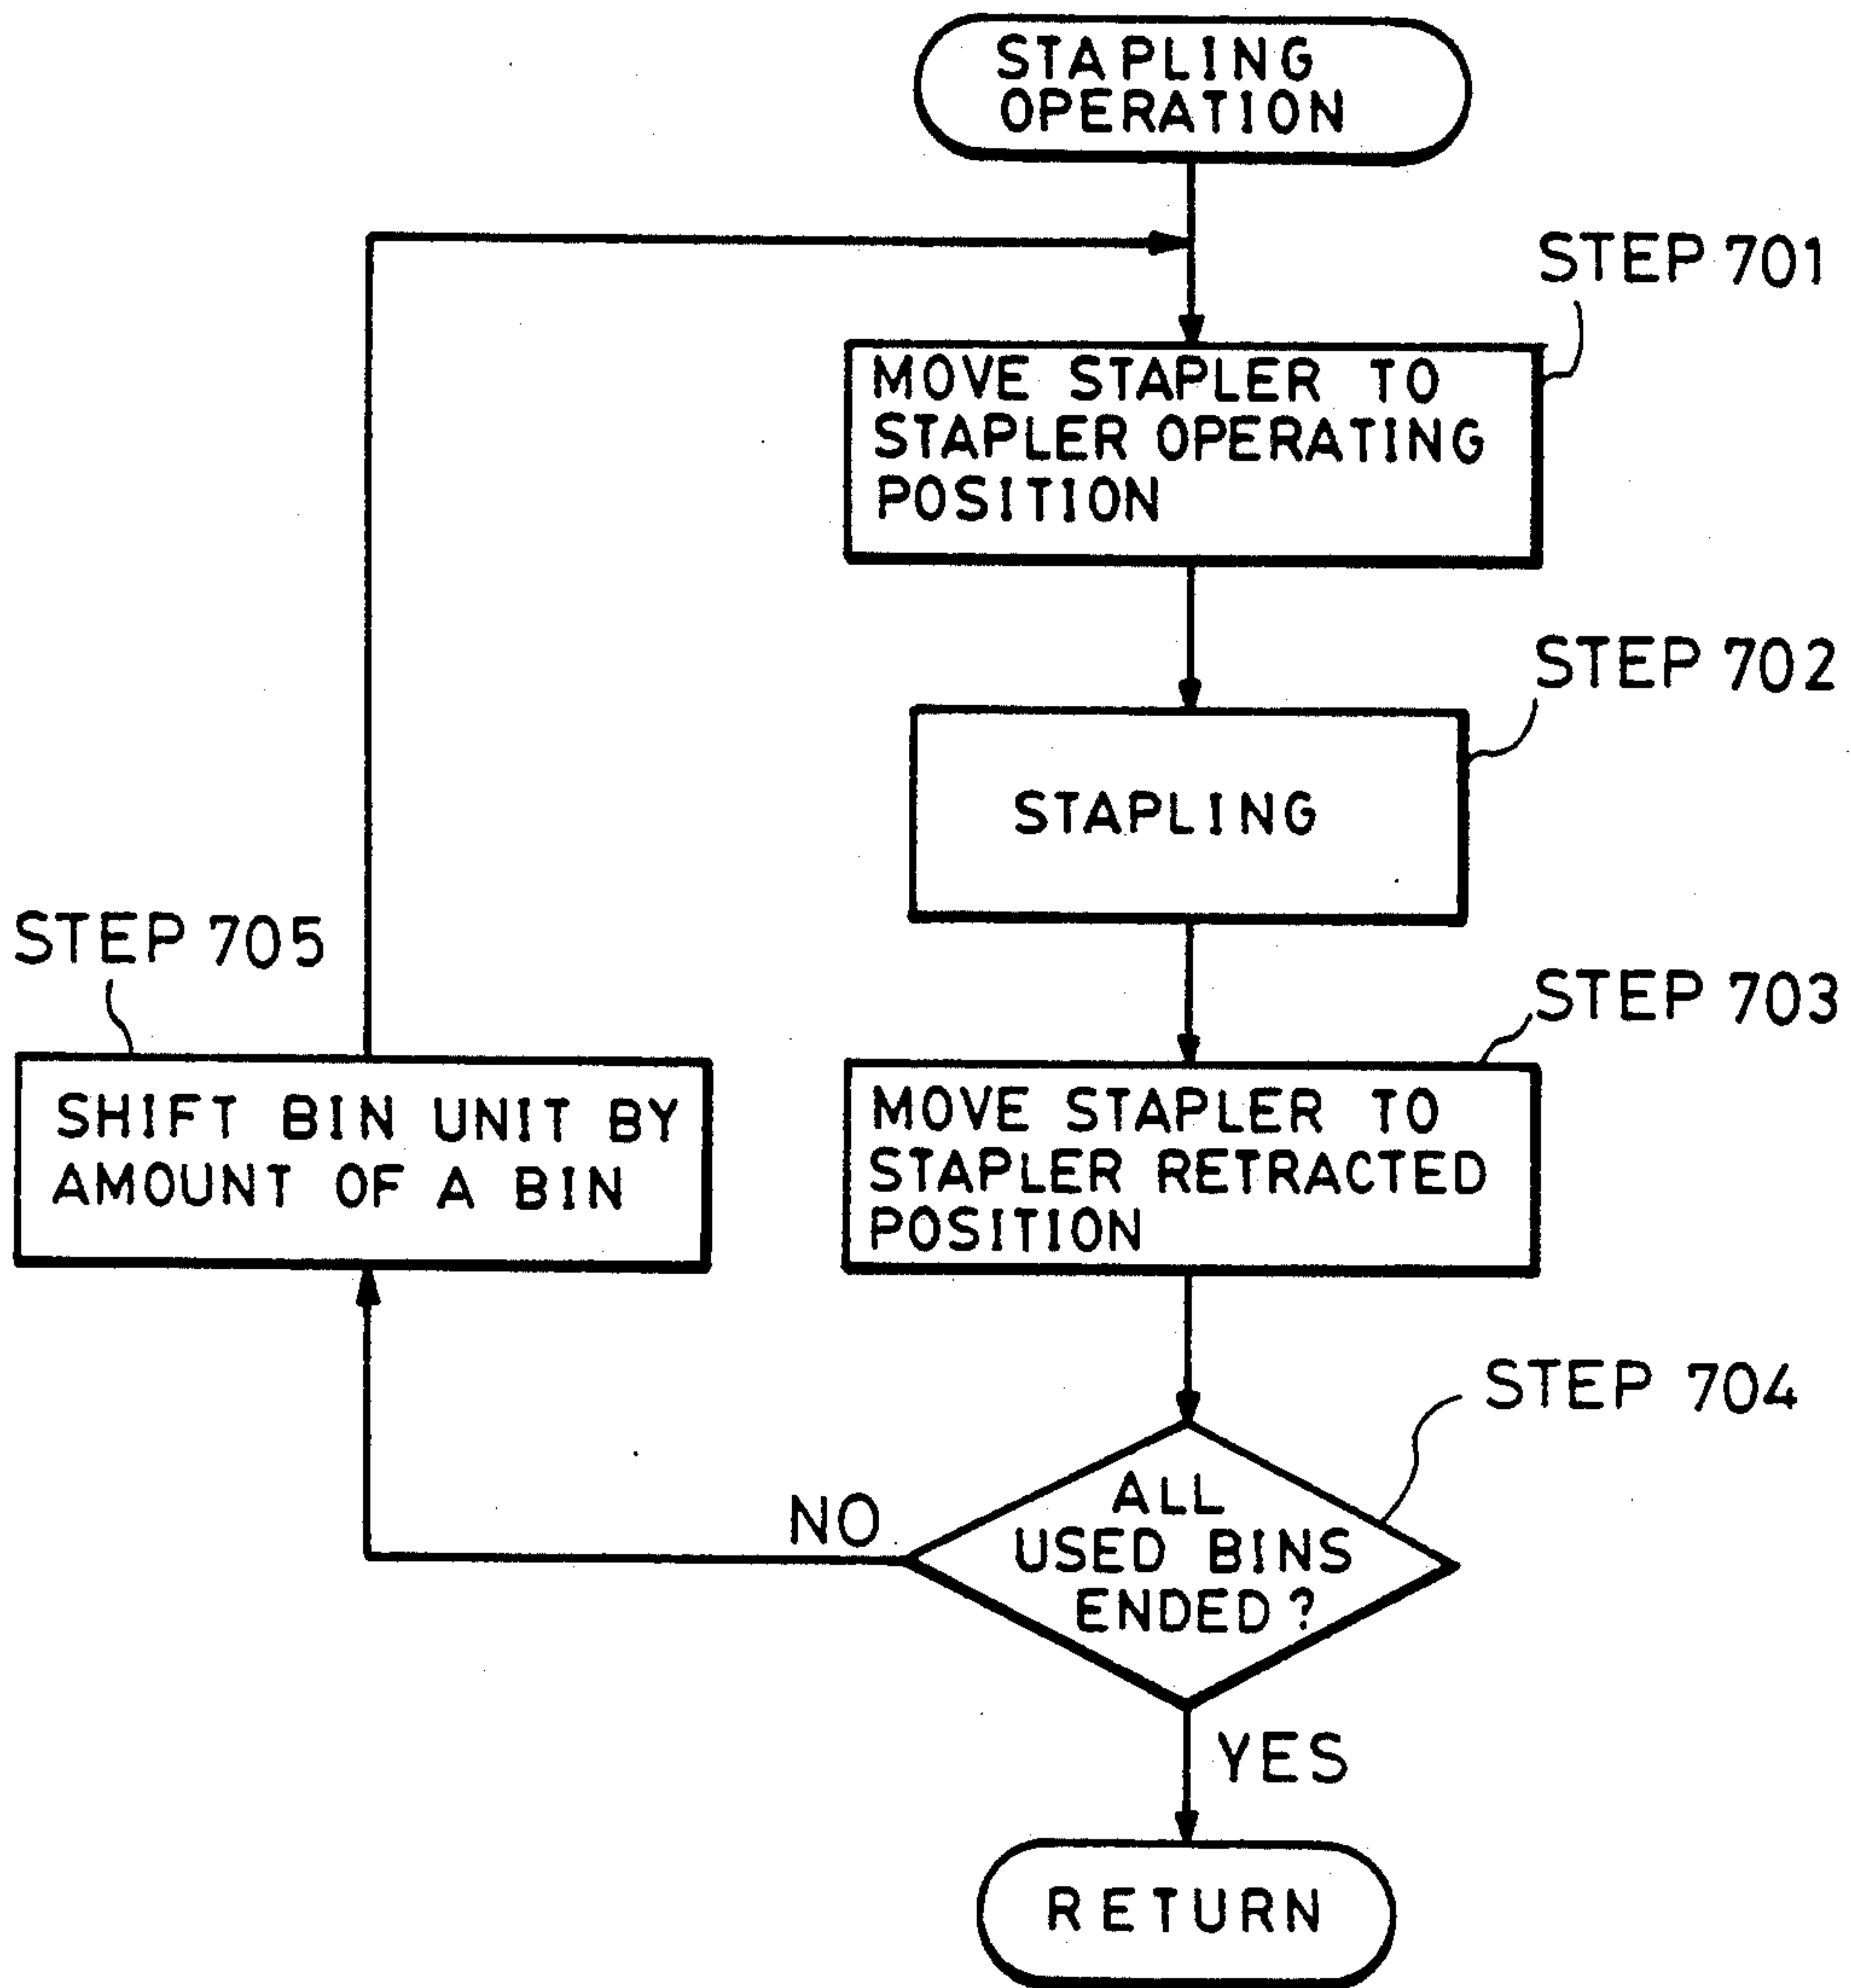 STAPLING
OPERATION
STEP 701
MOVE STAPLER TO
STAPLER OPERATING
POSITION
STEP 702
STAPLING
STEP 703
MOVE STAPLER TO
STAPLER RETRACTED
POSITION
STEP 704
ALL
USED BINS
ENDED?
NO
STEP 705
SHIFT BIN UNIT BY
AMOUNT OF A BIN
YES
RETURN